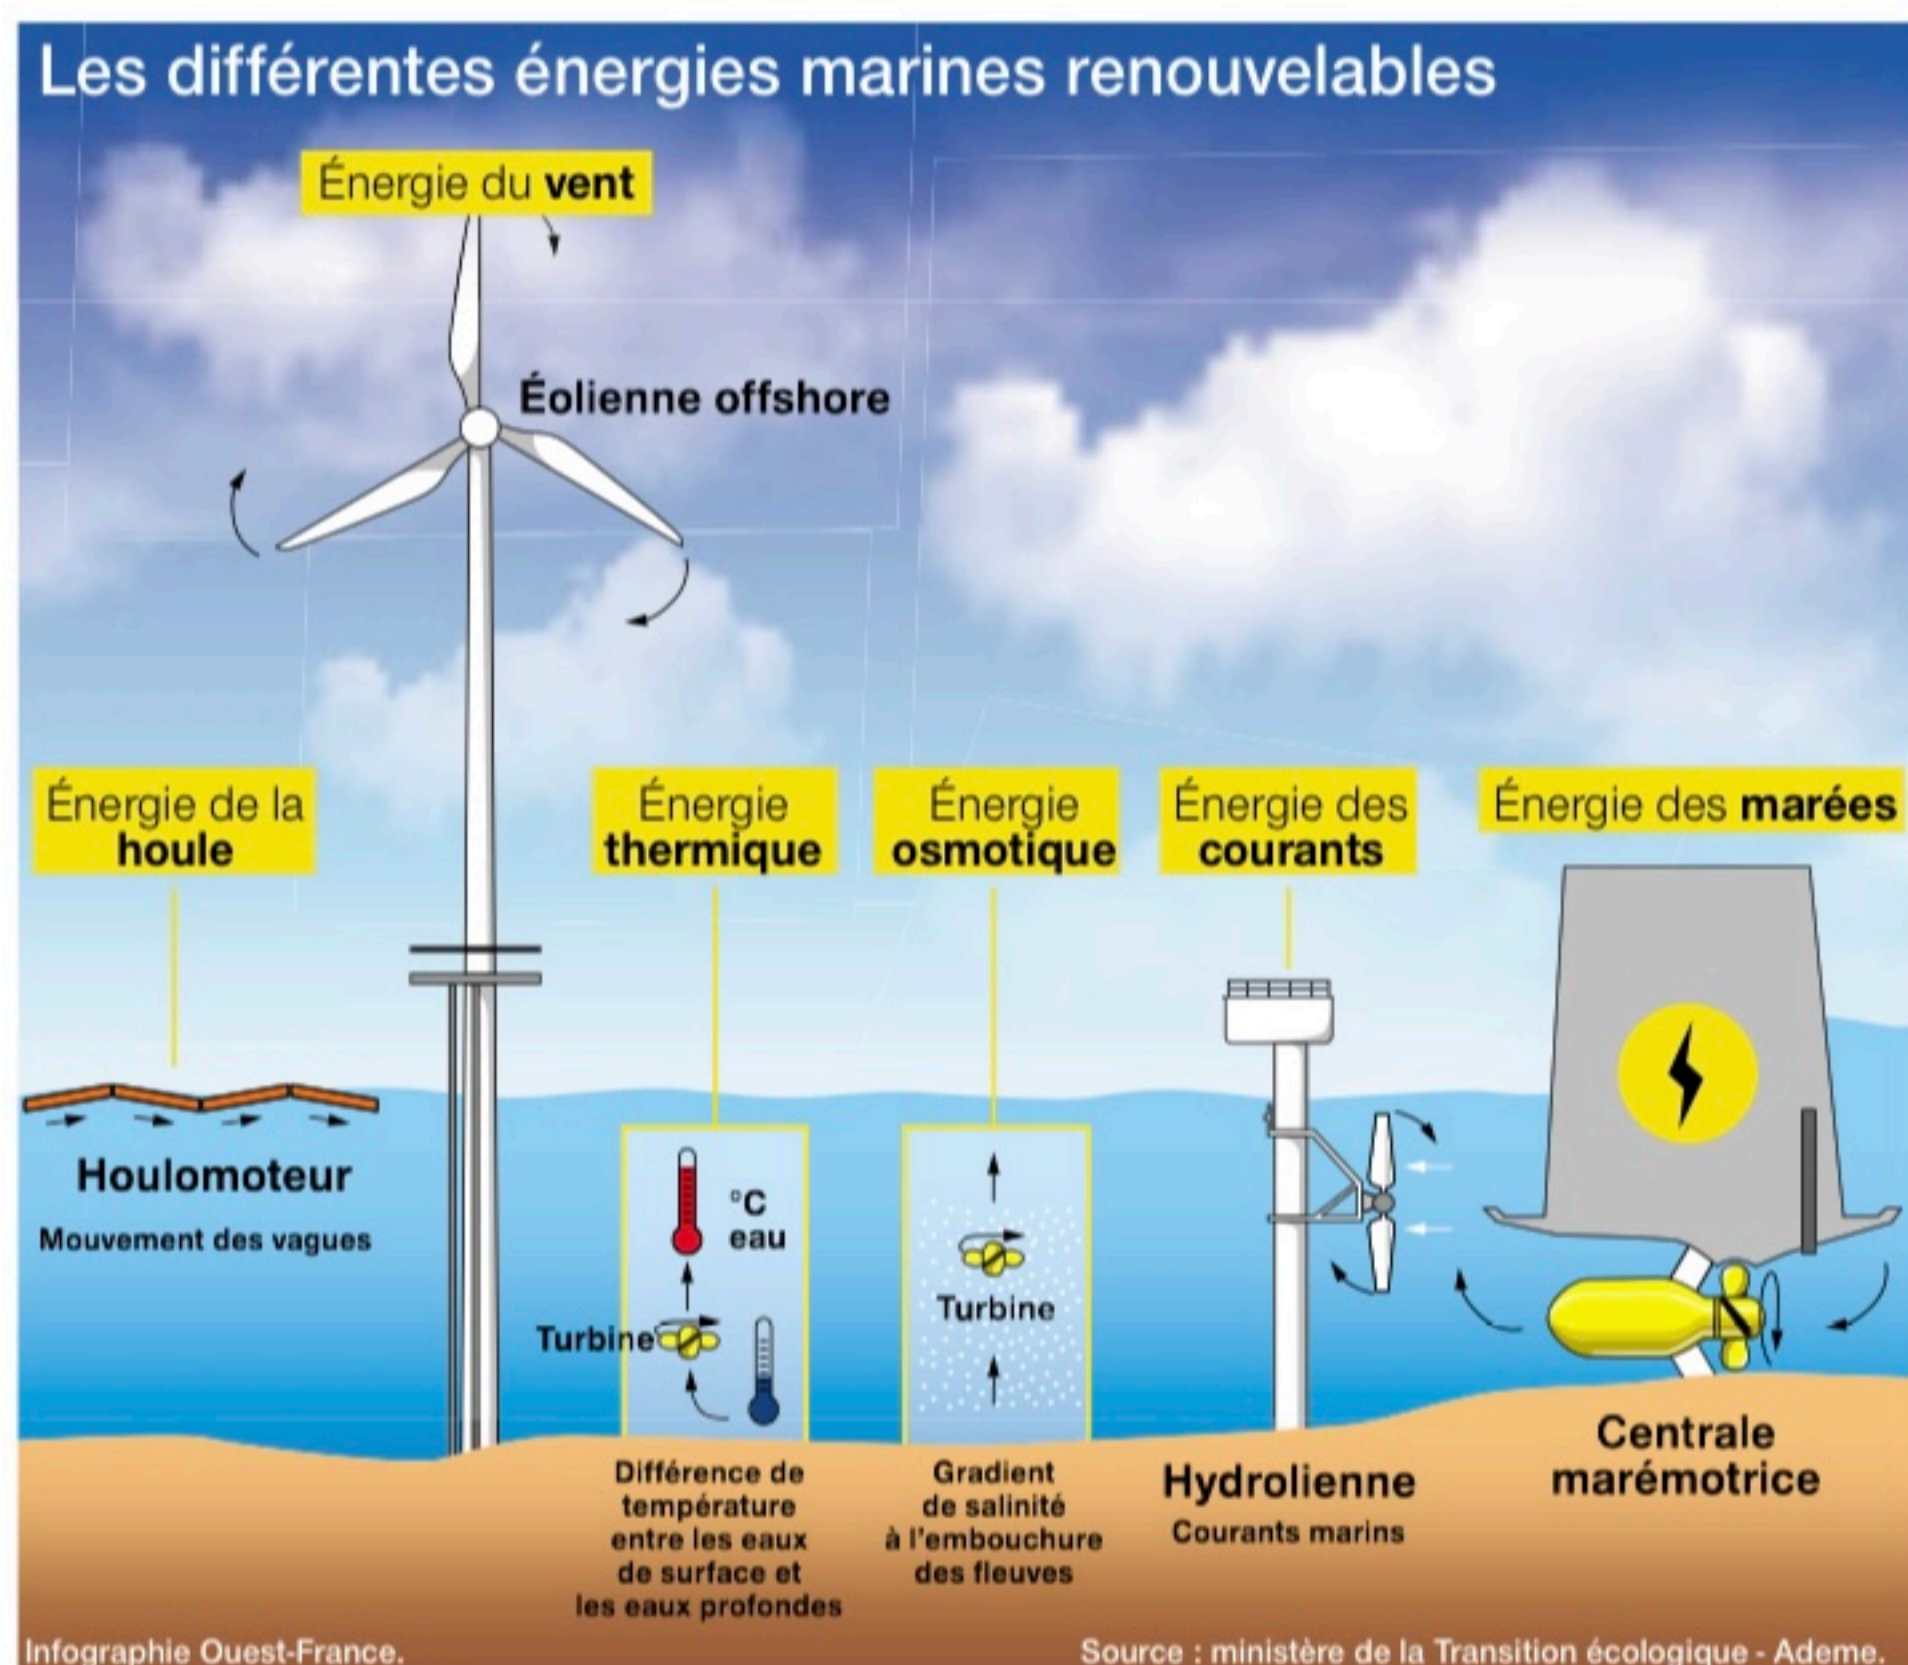 Les différentes énergies marines renouvelables
Énergie du vent
Éolienne offshore
Énergie de la
houle
Énergie
thermique
Énergie
osmotique
Énergie des
courants
Énergie des marées
Houlomoteur
Mouvement des vagues
°C
eau
Turbine
Turbine
Différence de
température
entre les eaux
de surface et
les eaux profondes
Gradient
de salinité
à l'embouchure
des fleuves
Hydrolienne
Courants marins
Centrale
marémotrice
Infographie Ouest-France.
Source : ministère de la Transition écologique - Ademe.